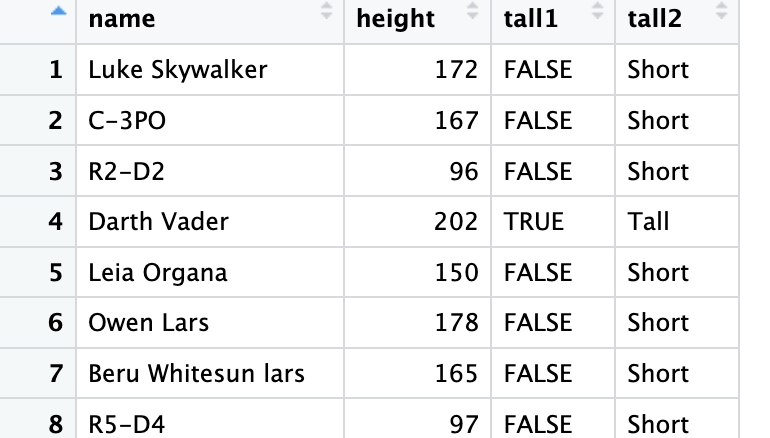 name height tall1 tall2
1 Luke Skywalker 172 FALSE Short
2 C-3PO 167 FALSE Short
3 R2-D2 96 FALSE Short
4 Darth Vader 202 TRUE Tall
5 Leia Organa 150 FALSE Short
6 Owen Lars 178 FALSE Short
7 Beru Whitesun lars 165 FALSE Short
8 R5-D4 97 FALSE Short